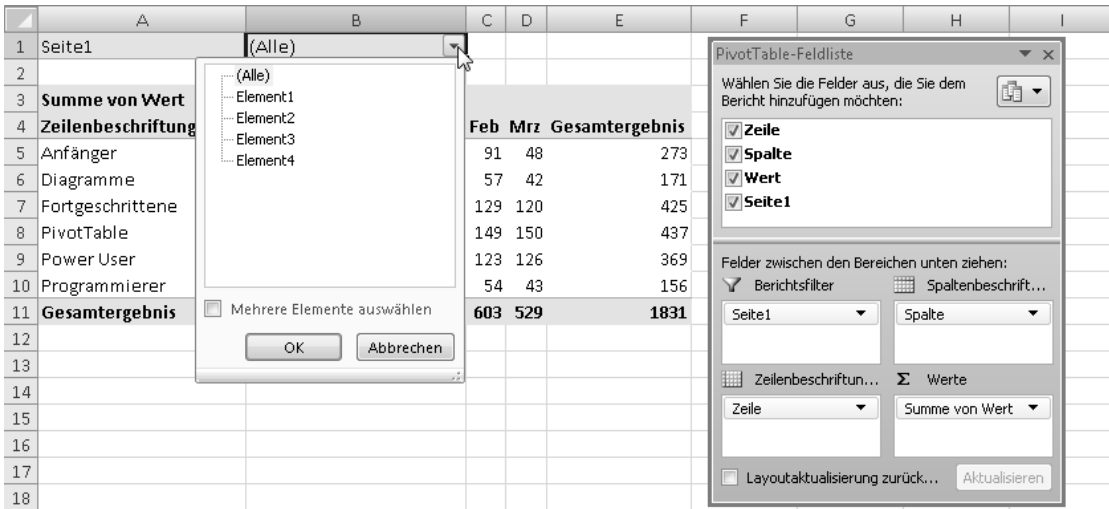 A B C D E F G H I
1 Seite1 (Alle)
2
3 Summe von Wert
4 Zeilenbeschriftung Feb Mrz Gesamtergebnis
5 Anfänger 91 48 273
6 Diagramme 57 42 171
7 Fortgeschrittene 129 120 425
8 PivotTable 149 150 437
9 Power User 123 126 369
10 Programmierer 54 43 156
11 Gesamtergebnis 603 529 1831
12
13
14
15
16
17
18
(Alle)
Element1
Element2
Element3
Element4
Mehrere Elemente auswählen
OK Abbrechen
PivotTable-Feldliste
Wählen Sie die Felder aus, die Sie dem
Bericht hinzufügen möchten:
Zeile
Spalte
Wert
Seite1
Felder zwischen den Bereichen unten ziehen:
Berichtsfilter Spaltenbeschrift...
Seite1 Spalte
Zeilenbeschriftun... Σ Werte
Zeile Summe von Wert
Layoutaktualisierung zurück... Aktualisieren